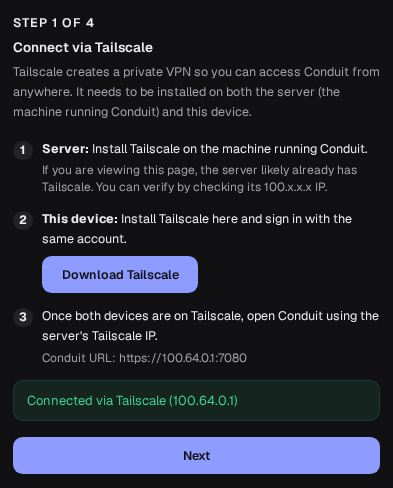 STEP 1 OF 4
Connect via Tailscale
Tailscale creates a private VPN so you can access Conduit from
anywhere. It needs to be installed on both the server (the
machine running Conduit) and this device.
1 Server: Install Tailscale on the machine running Conduit.
If you are viewing this page, the server likely already has
Tailscale. You can verify by checking its 100.x.x.x IP.
2 This device: Install Tailscale here and sign in with the
same account.
Download Tailscale
3 Once both devices are on Tailscale, open Conduit using the
server's Tailscale IP.
Conduit URL: https://100.64.0.1:7080
Connected via Tailscale (100.64.0.1)
Next